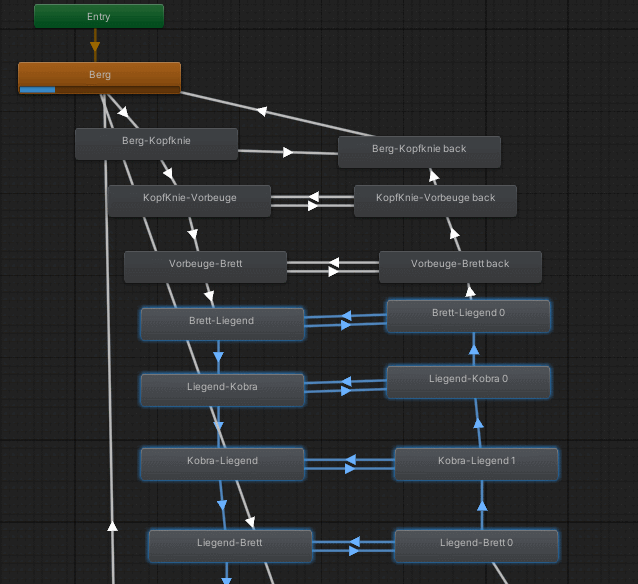 Entry
Berg
Berg-Kopfknie
Berg-Kopfknie back
KopfKnie-Vorbeuge
KopfKnie-Vorbeuge back
Vorbeuge-Brett
Vorbeuge-Brett back
Brett-Liegend
Brett-Liegend 0
Liegend-Kobra
Liegend-Kobra 0
Kobra-Liegend
Kobra-Liegend 1
Liegend-Brett
Liegend-Brett 0